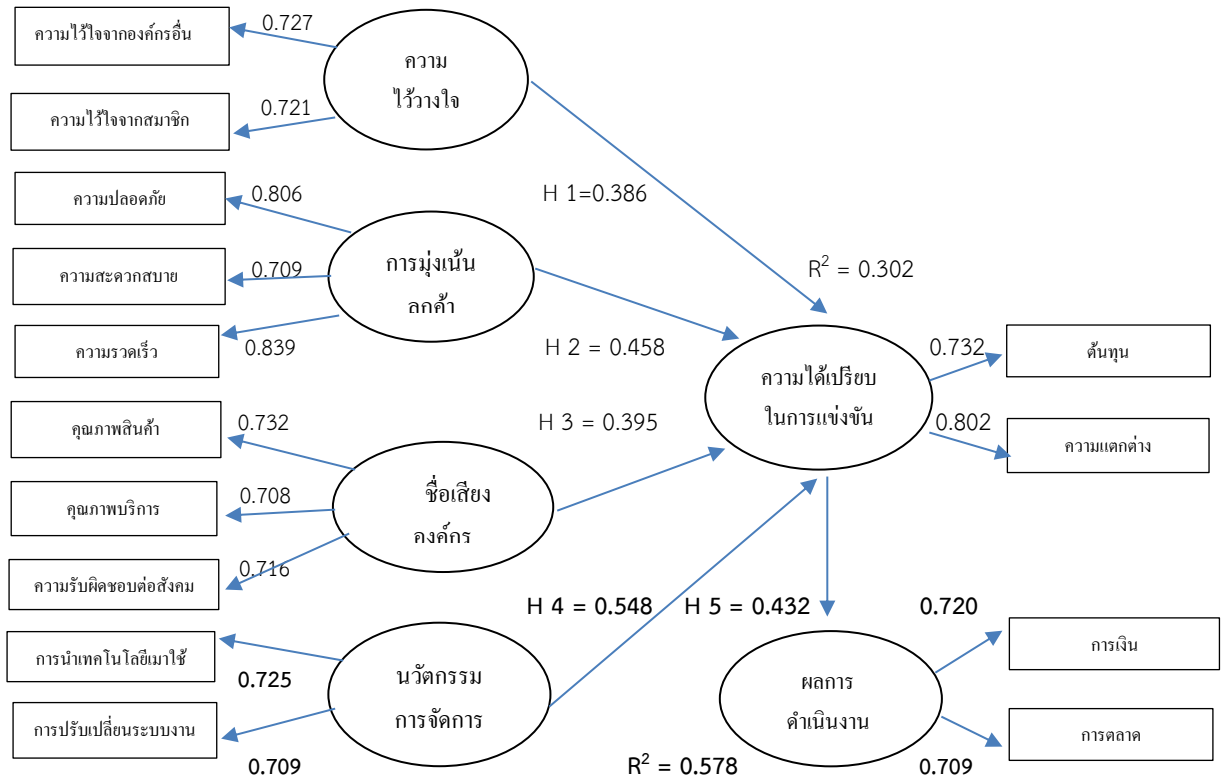 ความไว้ใจจากองค์กรอื่น
0.727
ความ
ไว้วางใจ
ความไว้ใจจากสมาชิก
0.721
ความปลอดภัย
0.806
H 1=0.386
ความสะดวกสบาย
0.709
การมุ่งเน้น
ลกค้า
R² = 0.302
ความรวดเร็ว
0.839
H 2 = 0.458
ความได้เปรียบ
ในการแข่งขัน
0.732
ต้นทุน
0.802
ความแตกต่าง
คุณภาพสินค้า
0.732
H 3 = 0.395
คุณภาพบริการ
0.708
ชื่อเสียง
องค์กร
ความรับผิดชอบต่อสังคม
0.716
H 4 = 0.548
H 5 = 0.432
0.720
การนำเทคโนโลยีเมาใช้
0.725
นวัตกรรม
การจัดการ
ผลการ
ดำเนินงาน
การเงิน
การปรับเปลี่ยนระบบงาน
0.709
R² = 0.578
0.709
การตลาด